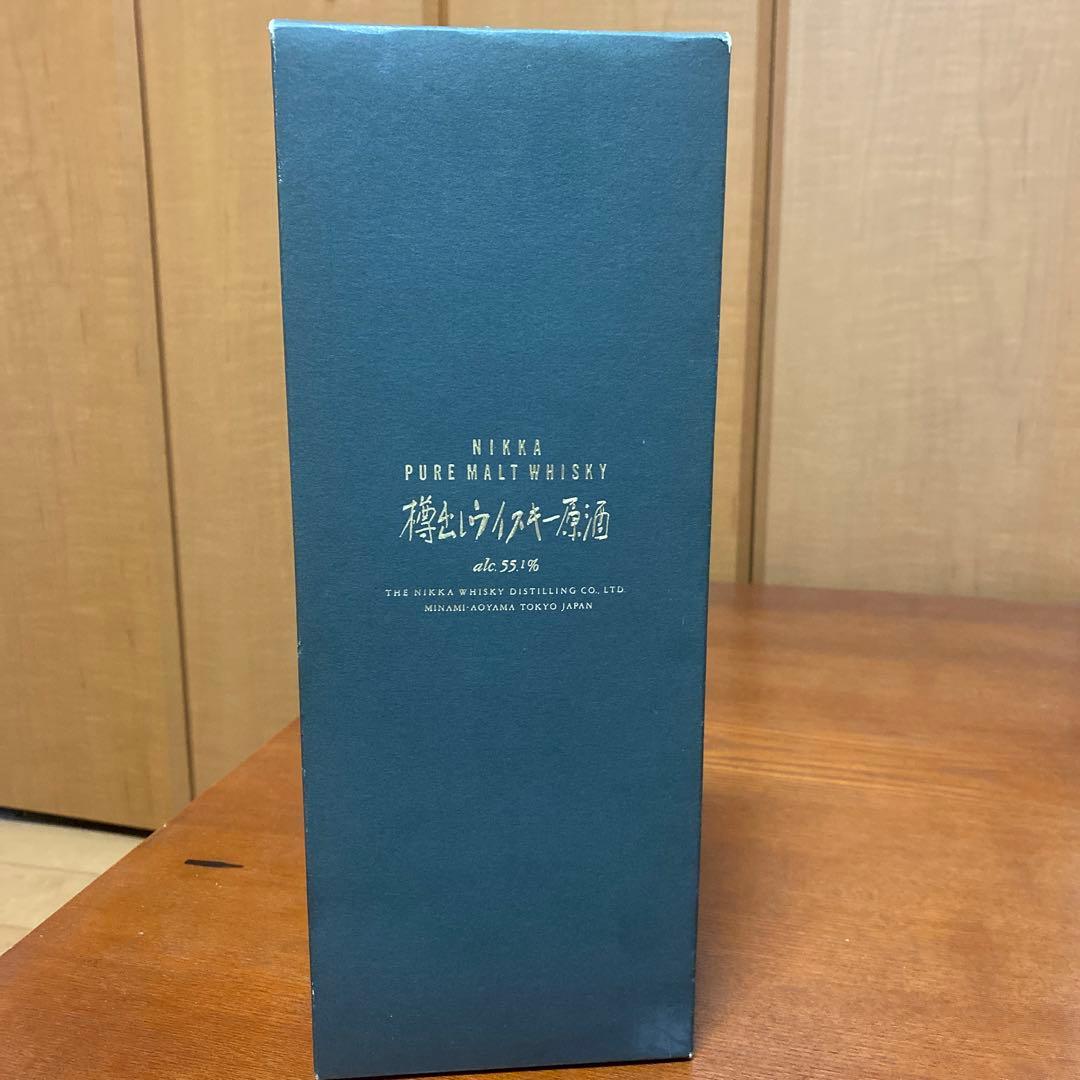 NIKKA
PURE MALT WHISKY
樽出しウイスキー原酒
alc. 55.1%
THE NIKKA WHISKY DISTILLING CO., LTD.
MINAMI-AOYAMA TOKYO JAPAN